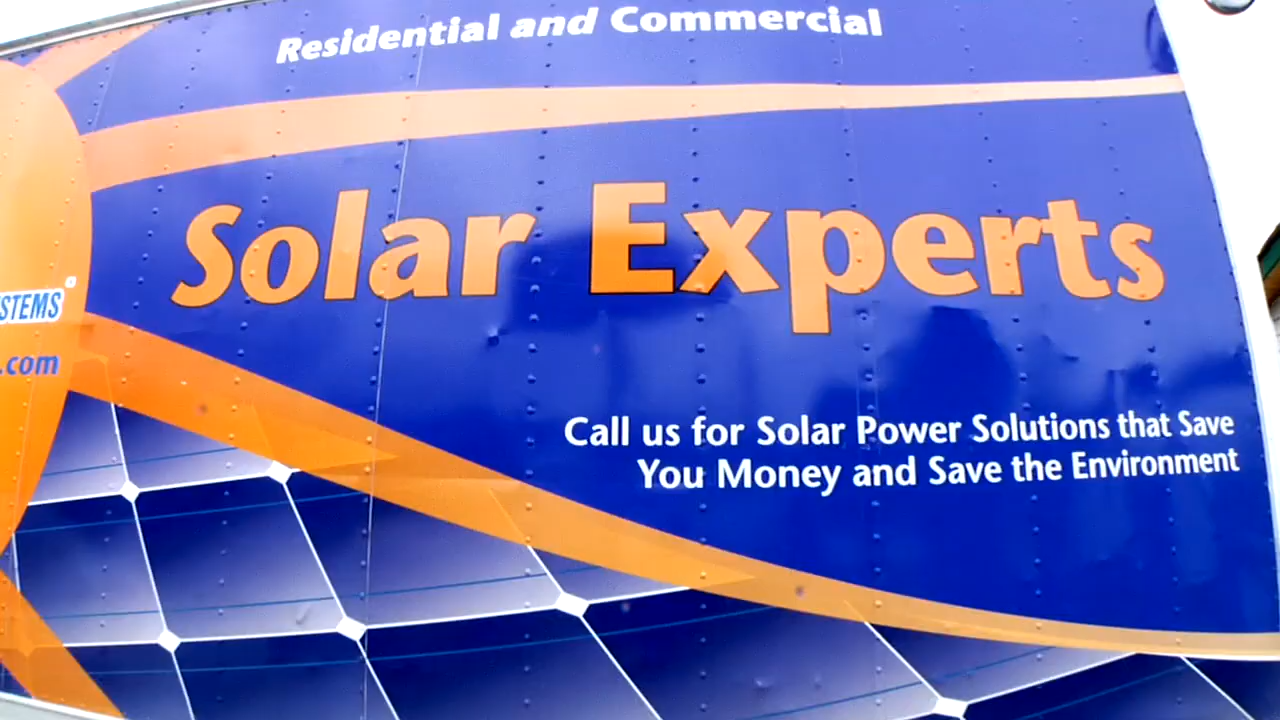 Residential and Commercial
Solar Experts
STEMS
.com
Call us for Solar Power Solutions that Save
You Money and Save the Environment